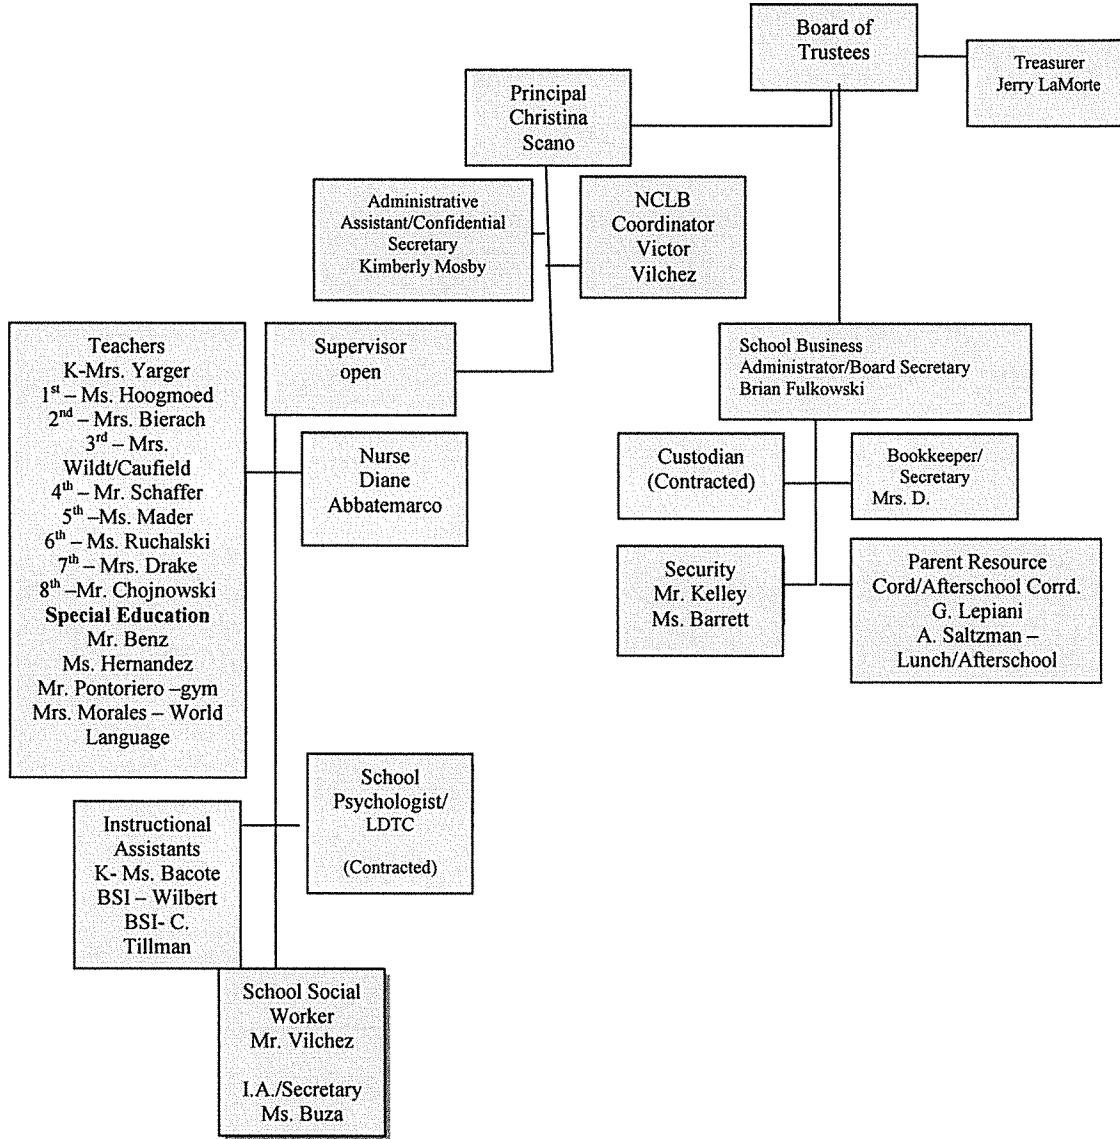 Board of
Trustees
Treasurer
Jerry LaMorte
Principal
Christina
Scano
Administrative
Assistant/Confidential
Secretary
Kimberly Mosby
NCLB
Coordinator
Victor
Vilchez
Teachers
K-Mrs. Yarger
1st – Ms. Hoogmoed
2nd – Mrs. Bierach
3rd – Mrs.
Wildt/Caufield
4th – Mr. Schaffer
5th –Ms. Mader
6th – Ms. Ruchalski
7th – Mrs. Drake
8th –Mr. Chojnowski
Special Education
Mr. Benz
Ms. Hernandez
Mr. Pontoriero –gym
Mrs. Morales – World
Language
Supervisor
open
School Business
Administrator/Board Secretary
Brian Fulkowski
Nurse
Diane
Abbatemarco
Custodian
(Contracted)
Bookkeeper/
Secretary
Mrs. D.
Security
Mr. Kelley
Ms. Barrett
Parent Resource
Cord/Afterschool Corrd.
G. Lepiani
A. Saltzman –
Lunch/Afterschool
School
Psychologist/
LDTC
(Contracted)
Instructional
Assistants
K- Ms. Bacote
BSI – Wilbert
BSI- C.
Tillman
School Social
Worker
Mr. Vilchez
I.A./Secretary
Ms. Buza